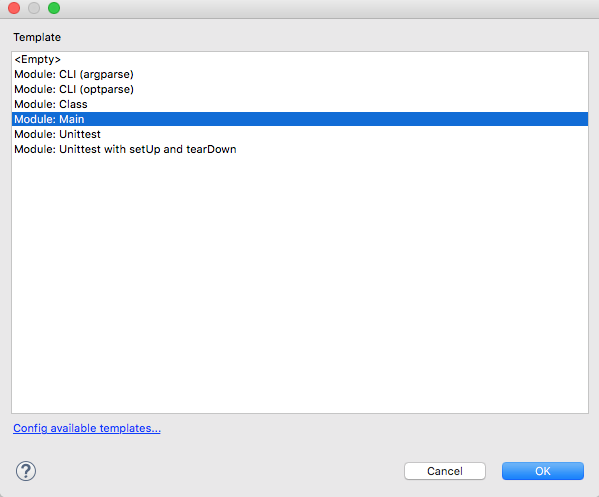 Template
<Empty>
Module: CLI (argparse)
Module: CLI (optparse)
Module: Class
Module: Main
Module: Unittest
Module: Unittest with setUp and tearDown
Config available templates...
?
Cancel
OK